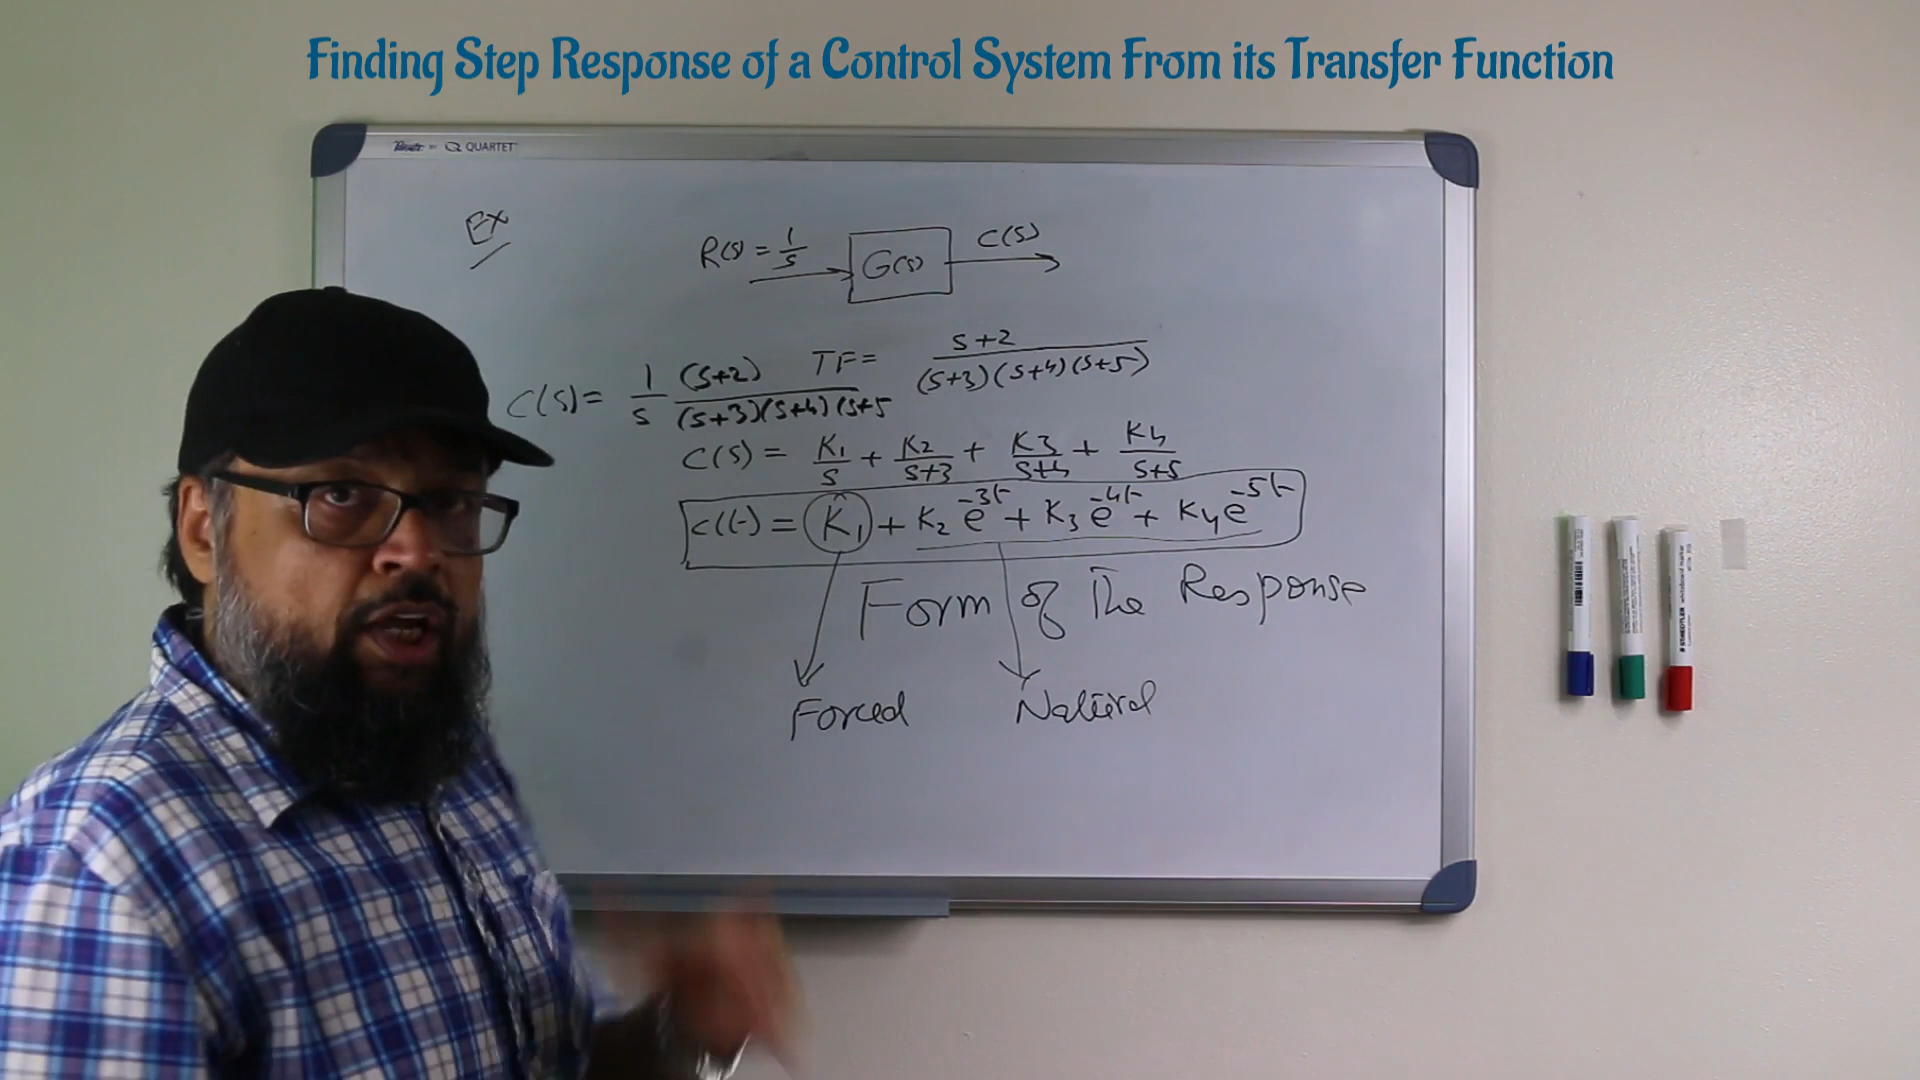 Finding Step Response of a Control System From its Transfer Function
BY Q QUARTET
Ex
R(s) = 1/s G(s) C(s)
TF = s+2 / (s+3)(s+4)(s+5)
C(s) = 1/s (s+2) / (s+3)(s+4)(s+5
C(s) = K1/s + K2/s+3 + K3/s+4 + K4/s+5
c(t) = K1 + K2 e^-3t + K3 e^-4t + K4 e^-5t
Form of The Response
Forced Natural
STAEDTLER